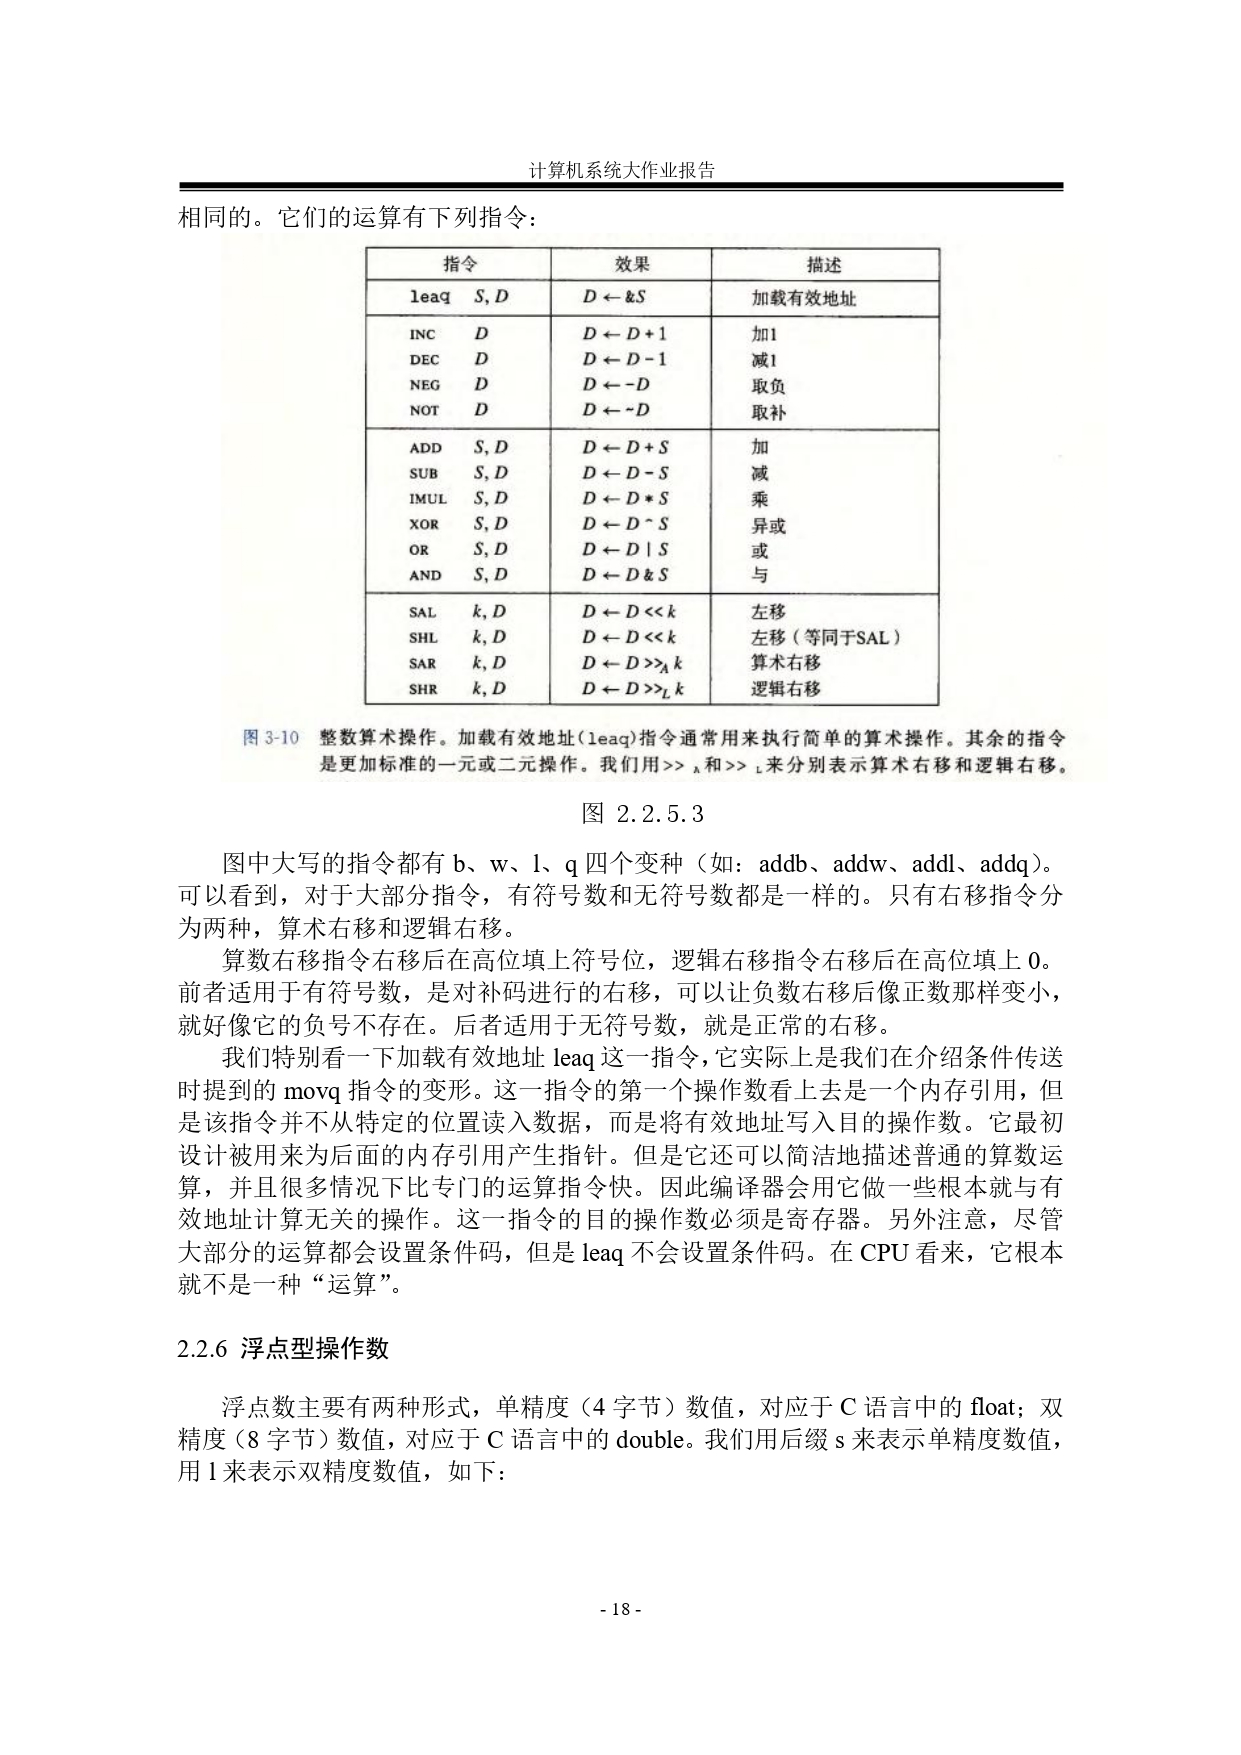 计算机系统大作业报告
相同的。它们的运算有下列指令：
指令 效果 描述
leaq S, D D ← &S 加载有效地址
INC D D ← D + 1 加1
DEC D D ← D - 1 减1
NEG D D ← -D 取负
NOT D D ← ~D 取补
ADD S, D D ← D + S 加
SUB S, D D ← D - S 减
IMUL S, D D ← D * S 乘
XOR S, D D ← D ^ S 异或
OR S, D D ← D | S 或
AND S, D D ← D & S 与
SAL k, D D ← D << k 左移
SHL k, D D ← D << k 左移（等同于SAL）
SAR k, D D ← D >>A k 算术右移
SHR k, D D ← D >>L k 逻辑右移
图 3-10 整数算术操作。加载有效地址(leaq)指令通常用来执行简单的算术操作。其余的指令
是更加标准的一元或二元操作。我们用>>A和>>L来分别表示算术右移和逻辑右移。
图 2.2.5.3
图中大写的指令都有 b、w、l、q 四个变种（如：addb、addw、addl、addq）。
可以看到，对于大部分指令，有符号数和无符号数都是一样的。只有右移指令分
为两种，算术右移和逻辑右移。
算数右移指令右移后在高位填上符号位，逻辑右移指令右移后在高位填上 0。
前者适用于有符号数，是对补码进行的右移，可以让负数右移后像正数那样变小，
就好像它的负号不存在。后者适用于无符号数，就是正常的右移。
我们特别看一下加载有效地址 leaq 这一指令，它实际上是我们在介绍条件传送
时提到的 movq 指令的变形。这一指令的第一个操作数看上去是一个内存引用，但
是该指令并不从特定的位置读入数据，而是将有效地址写入目的操作数。它最初
设计被用来为后面的内存引用产生指针。但是它还可以简洁地描述普通的算数运
算，并且很多情况下比专门的运算指令快。因此编译器会用它做一些根本就与有
效地址计算无关的操作。这一指令的目的操作数必须是寄存器。另外注意，尽管
大部分的运算都会设置条件码，但是 leaq 不会设置条件码。在 CPU 看来，它根本
就不是一种“运算”。
2.2.6 浮点型操作数
浮点数主要有两种形式，单精度（4 字节）数值，对应于 C 语言中的 float；双
精度（8 字节）数值，对应于 C 语言中的 double。我们用后缀 s 来表示单精度数值，
用 l 来表示双精度数值，如下：
- 18 -